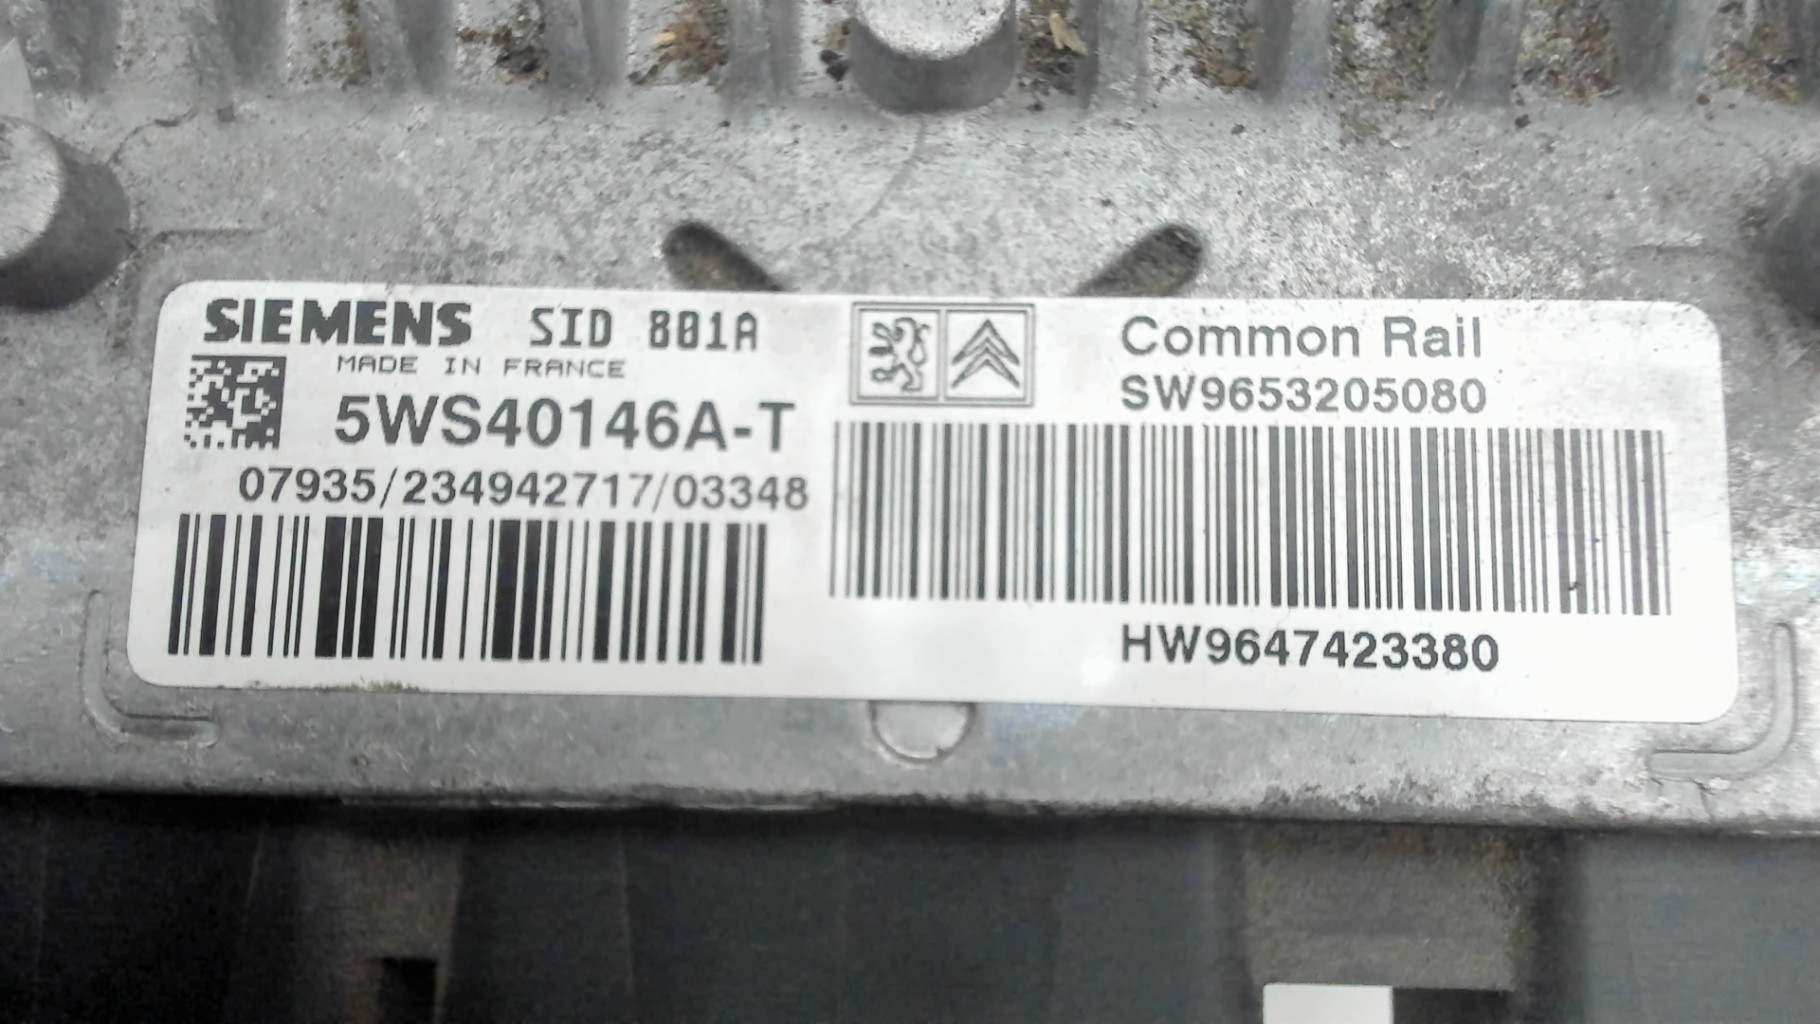 SIEMENS SID 801A
MADE IN FRANCE
5WS40146A-T
07935/234942717/03348
Common Rail
SW9653205080
HW9647423380